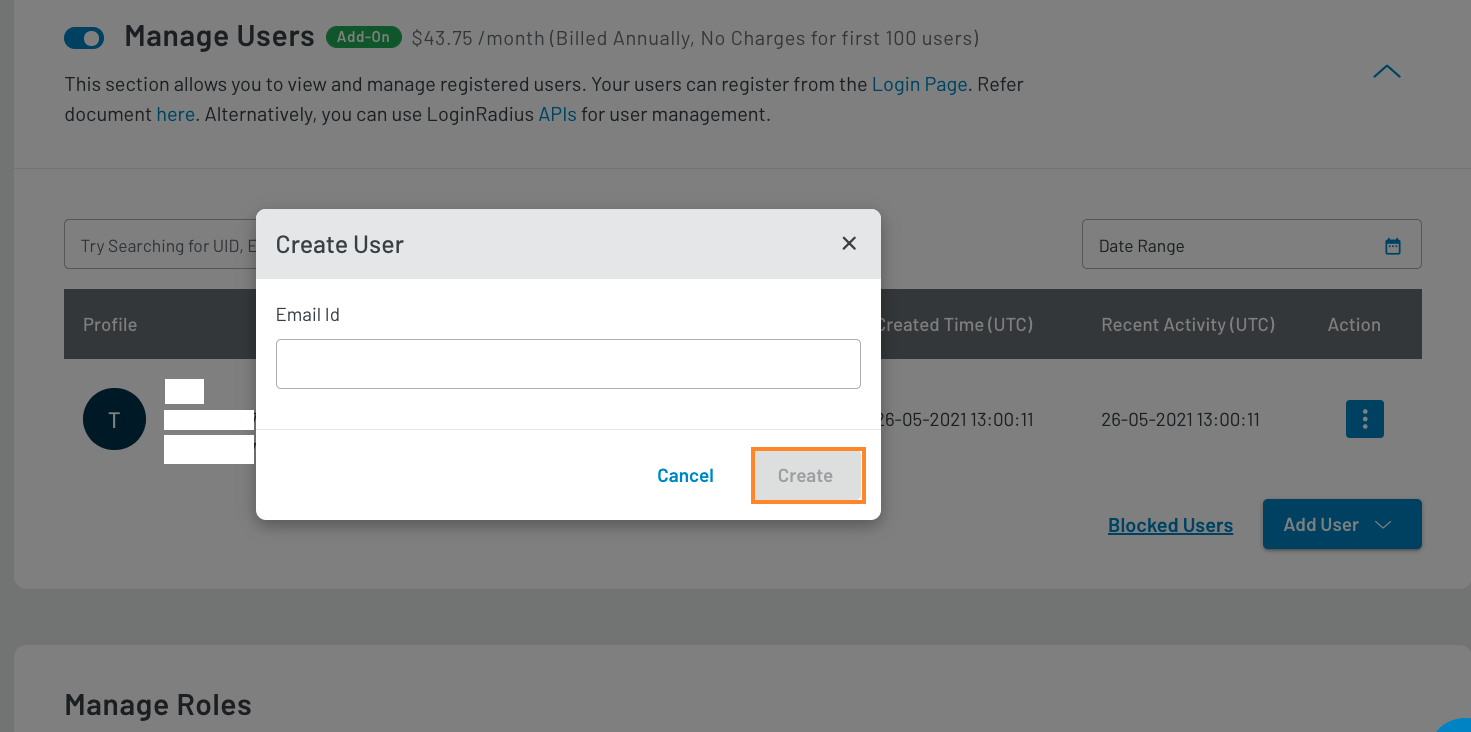 Manage Users Add-On $43.75 /month (Billed Annually, No Charges for first 100 users)
This section allows you to view and manage registered users. Your users can register from the Login Page. Refer
document here. Alternatively, you can use LoginRadius APIs for user management.
Try Searching for UID, E
Date Range
Create User
Email Id
Profile
Created Time (UTC)
Recent Activity (UTC)
Action
T
26-05-2021 13:00:11
26-05-2021 13:00:11
Cancel
Create
Blocked Users
Add User
Manage Roles